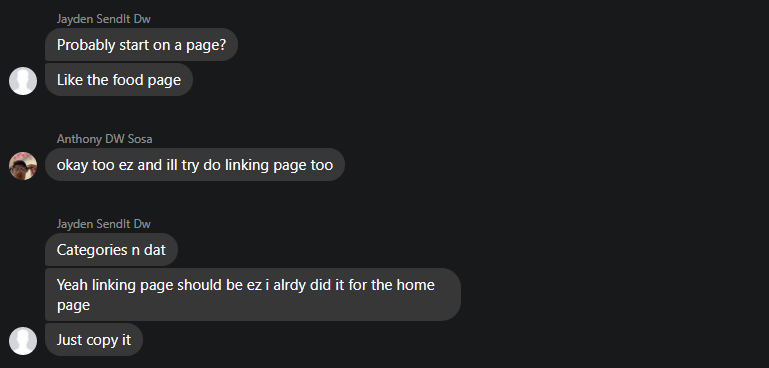 Jayden SendIt Dw
Probably start on a page?
Like the food page
Anthony DW Sosa
okay too ez and ill try do linking page too
Jayden SendIt Dw
Categories n dat
Yeah linking page should be ez i alrdy did it for the home
page
Just copy it